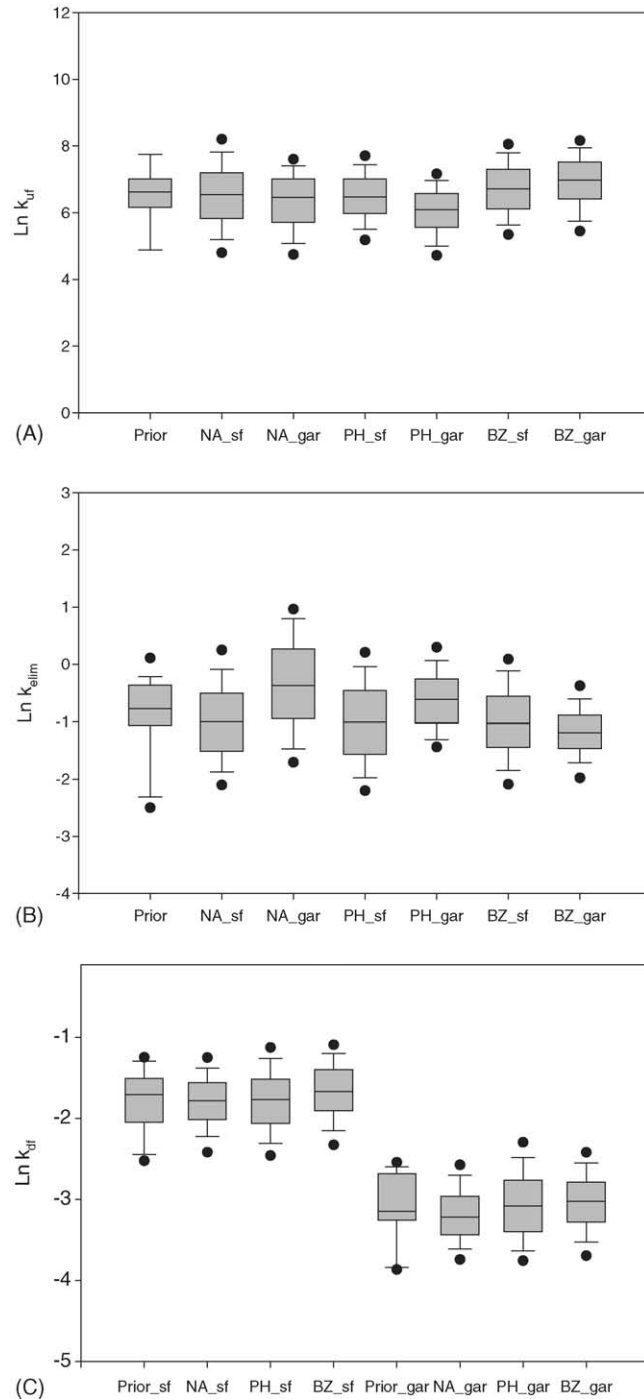 12
10
8
6
4
2
0
Ln k_uf
(A)
Prior NA_sf NA_gar PH_sf PH_gar BZ_sf BZ_gar
3
2
1
0
-1
-2
-3
-4
Ln k_elim
(B)
Prior NA_sf NA_gar PH_sf PH_gar BZ_sf BZ_gar
-1
-2
-3
-4
-5
Ln k_df
(C)
Prior_sf NA_sf PH_sf BZ_sf Prior_gar NA_gar PH_gar BZ_gar